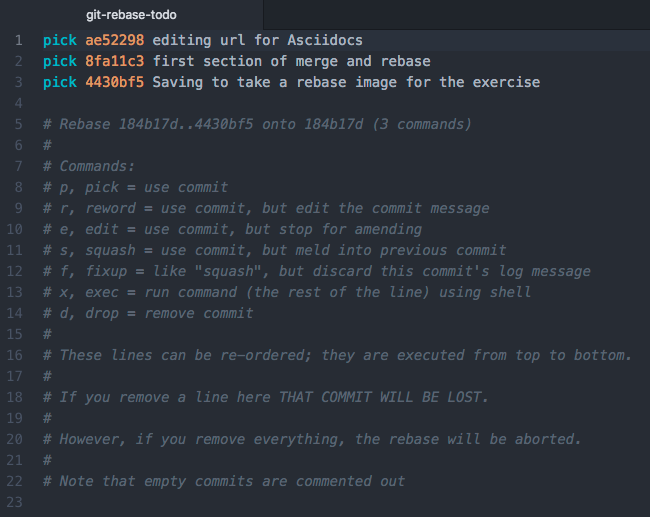 git-rebase-todo
1 pick ae52298 editing url for Asciidocs
2 pick 8fa11c3 first section of merge and rebase
3 pick 4430bf5 Saving to take a rebase image for the exercise
4
5 # Rebase 184b17d..4430bf5 onto 184b17d (3 commands)
6 #
7 # Commands:
8 # p, pick = use commit
9 # r, reword = use commit, but edit the commit message
10 # e, edit = use commit, but stop for amending
11 # s, squash = use commit, but meld into previous commit
12 # f, fixup = like "squash", but discard this commit's log message
13 # x, exec = run command (the rest of the line) using shell
14 # d, drop = remove commit
15 #
16 # These lines can be re-ordered; they are executed from top to bottom.
17 #
18 # If you remove a line here THAT COMMIT WILL BE LOST.
19 #
20 # However, if you remove everything, the rebase will be aborted.
21 #
22 # Note that empty commits are commented out
23